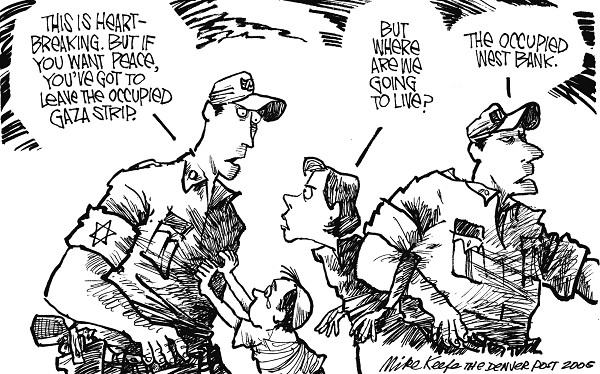 THIS IS HEART-
BREAKING. BUT IF
YOU WANT PEACE,
YOU'VE GOT TO
LEAVE THE OCCUPIED
GAZA STRIP.
BUT
WHERE
ARE WE
GOING
TO LIVE?
THE OCCUPIED
WEST BANK.
Mike Keefe THE DENVER POST 2005